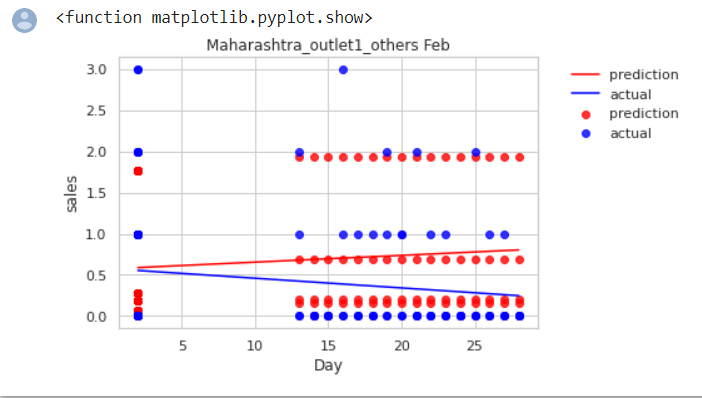 <function matplotlib.pyplot.show>
Maharashtra_outlet1_others Feb
prediction
actual
prediction
actual
3.0
2.5
2.0
1.5
1.0
0.5
0.0
sales
5 10 15 20 25
Day